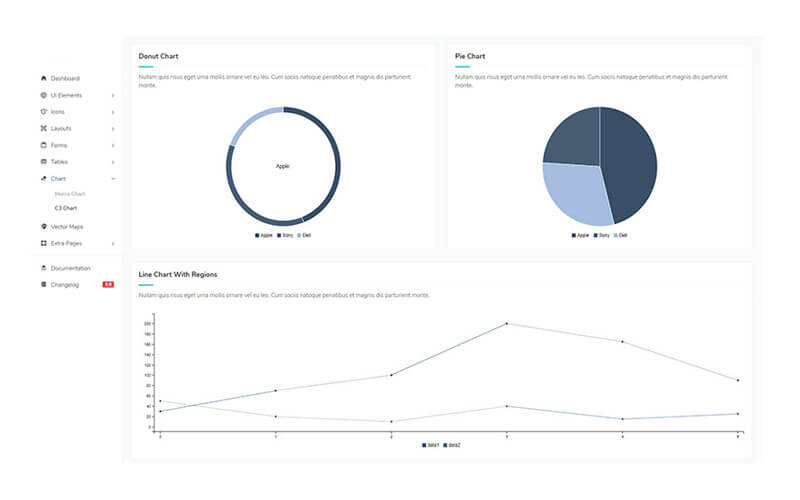 Dashboard
UI Elements
Icons
Layouts
Forms
Tables
Chart
Morris Chart
C3 Chart
Vector Maps
Extra Pages
Documentation
Changelog
Donut Chart
Nullam quis risus eget urna mollis ornare vel eu leo. Cum sociis natoque penatibus et magnis dis parturient
monte.
Apple
Apple Sony Dell
Pie Chart
Nullam quis risus eget urna mollis ornare vel eu leo. Cum sociis natoque penatibus et magnis dis parturient
monte.
Apple Sony Dell
Line Chart With Regions
Nullam quis risus eget urna mollis ornare vel eu leo. Cum sociis natoque penatibus et magnis dis parturient monte.
200
180
160
140
120
100
80
60
40
20
0
0 1 2 3 4 5
data1 data2